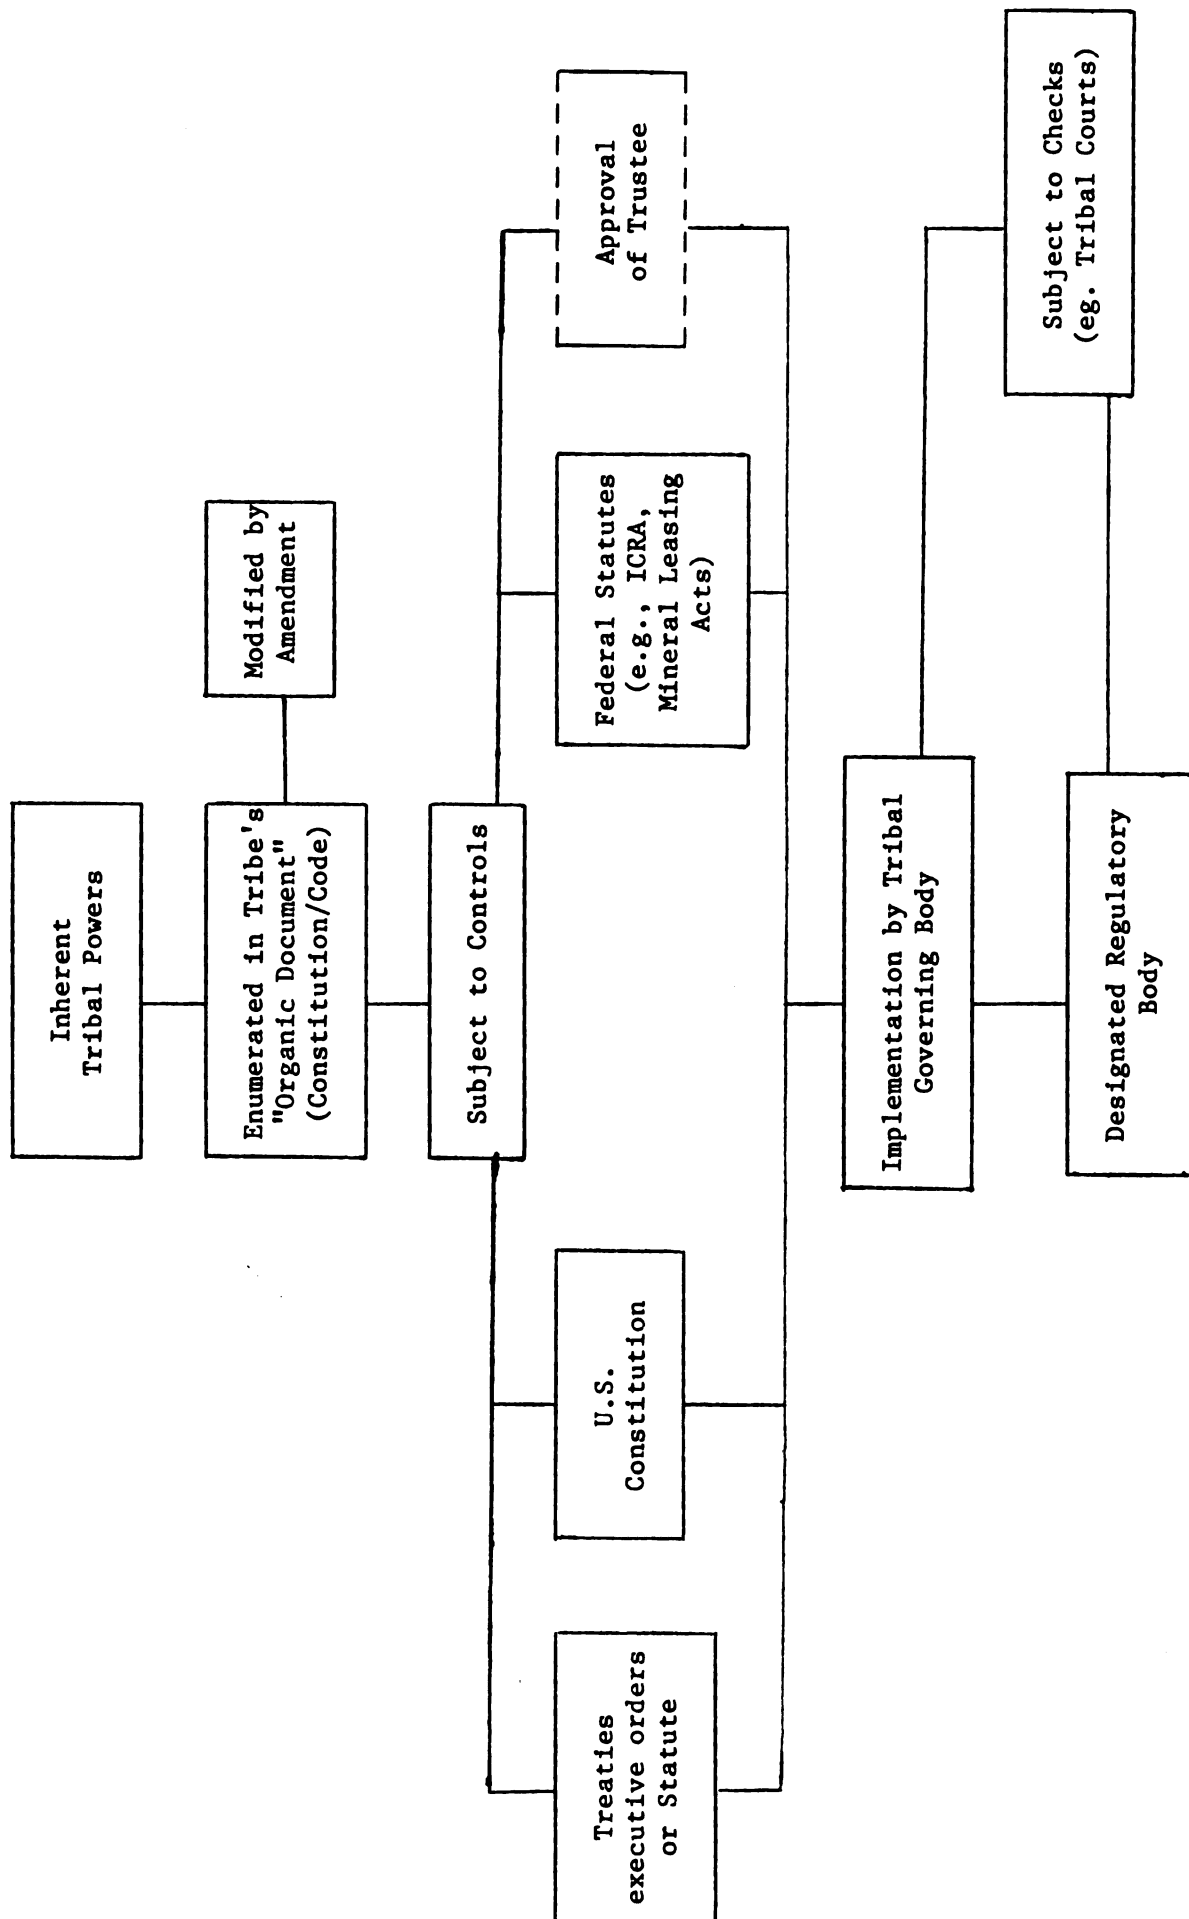 Inherent
Tribal Powers
Enumerated in Tribe's
"Organic Document"
(Constitution/Code)
Modified by
Amendment
Subject to Controls
Treaties
executive orders
or Statute
U.S.
Constitution
Federal Statutes
(e.g., ICRA,
Mineral Leasing
Acts)
Approval
of Trustee
Implementation by Tribal
Governing Body
Subject to Checks
(eg. Tribal Courts)
Designated Regulatory
Body